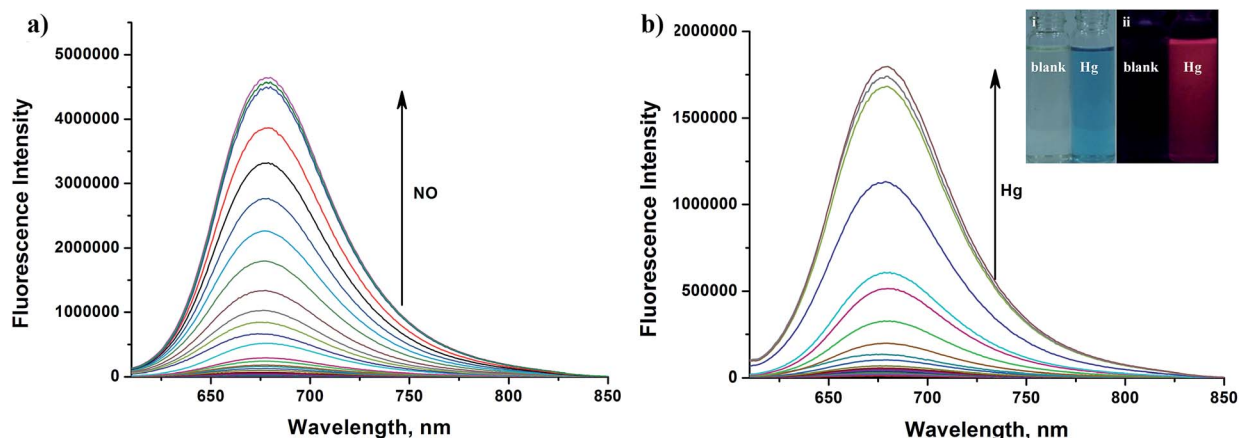 a)
5000000
4000000
3000000
2000000
1000000
0
Fluorescence Intensity
NO
650 700 750 800 850
Wavelength, nm
b)
2000000
1500000
1000000
500000
0
Fluorescence Intensity
Hg
650 700 750 800 850
Wavelength, nm
i ii
blank Hg blank Hg